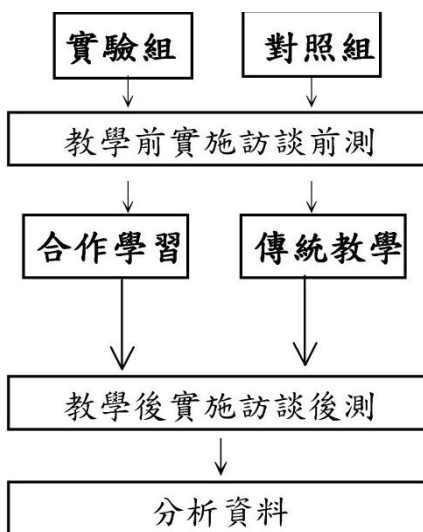 實驗組 對照組
教學前實施訪談前測
合作學習 傳統教學
教學後實施訪談後測
分析資料